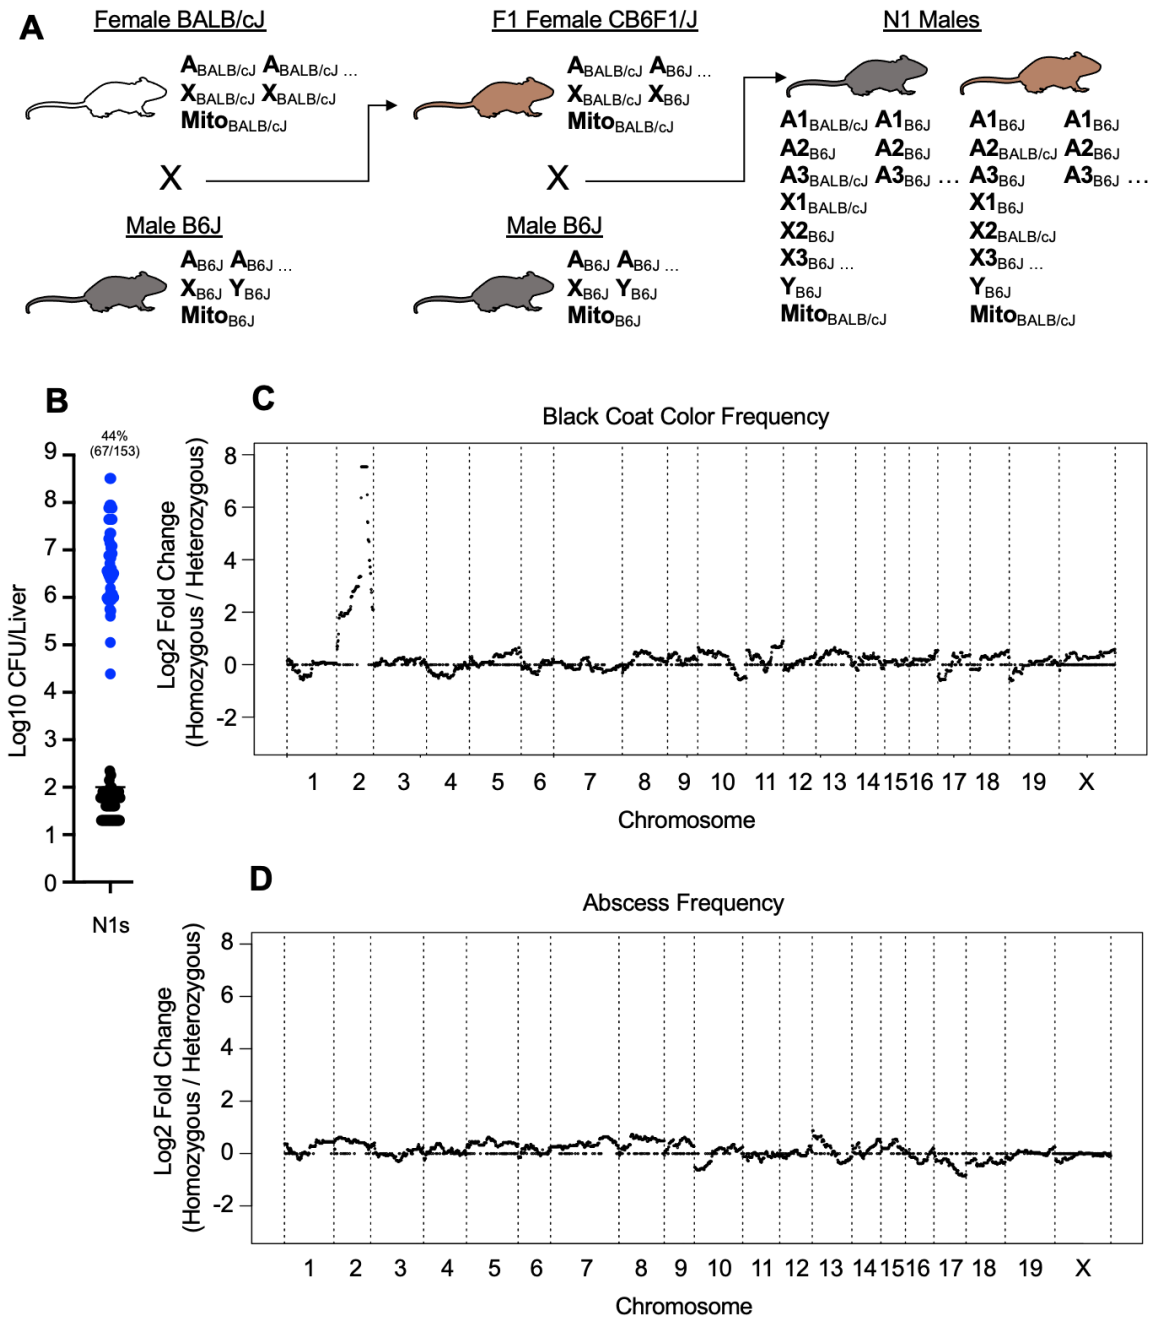 A
Female BALB/cJ
F1 Female CB6F1/J
N1 Males
ABALB/cJ ABALB/cJ ...
XBALB/cJ XBALB/cJ
MitoBALB/cJ
ABALB/cJ AB6J ...
XBALB/cJ XB6J
MitoBALB/cJ
X
X
Male B6J
AB6J AB6J ...
XB6J YB6J
MitoB6J
Male B6J
AB6J AB6J ...
XB6J YB6J
MitoB6J
A1BALB/cJ A1B6J
A2B6J A2B6J
A3BALB/cJ A3B6J ...
X1BALB/cJ
X2B6J
X3B6J ...
YB6J
MitoBALB/cJ
A1B6J A1B6J
A2BALB/cJ A2B6J
A3B6J A3B6J ...
X1B6J
X2BALB/cJ
X3B6J ...
YB6J
MitoBALB/cJ
B
44%
(67/153)
Log10 CFU/Liver
9
8
7
6
5
4
3
2
1
0
N1s
C
Black Coat Color Frequency
Log2 Fold Change
(Homozygous / Heterozygous)
8
6
4
2
0
-2
1 2 3 4 5 6 7 8 9 10 11 12 13 14 15 16 17 18 19 X
Chromosome
D
Abscess Frequency
Log2 Fold Change
(Homozygous / Heterozygous)
8
6
4
2
0
-2
1 2 3 4 5 6 7 8 9 10 11 12 13 14 15 16 17 18 19 X
Chromosome